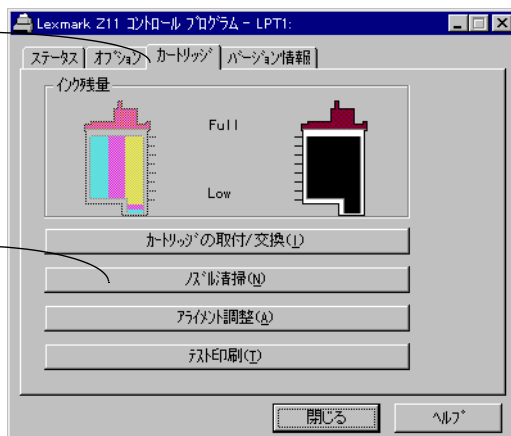 Lexmark Z11 コントロール プログラム - LPT1:
ステータス オプション カートリッジ バージョン情報
インク残量
Full
Low
カートリッジの取付/交換(I)
ノズル清掃(N)
アライメント調整(A)
テスト印刷(T)
閉じる ヘルプ